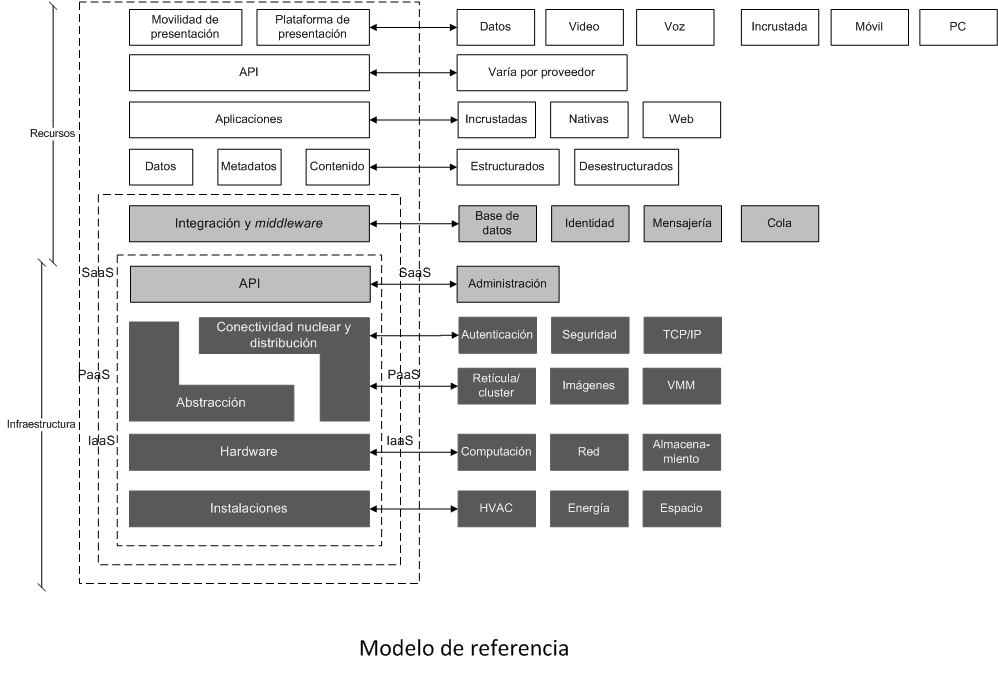 Movilidad de
presentación
Plataforma de
presentación
Datos
Video
Voz
Incrustada
Móvil
PC
API
Varía por proveedor
Aplicaciones
Incrustadas
Nativas
Web
Recursos
Datos
Metadatos
Contenido
Estructurados
Desestructurados
Integración y middleware
Base de
datos
Identidad
Mensajería
Cola
SaaS
API
SaaS
Administración
Conectividad nuclear y
distribución
Autenticación
Seguridad
TCP/IP
PaaS
Abstracción
PaaS
Retícula/
cluster
Imágenes
VMM
Infraestructura
IaaS
Hardware
IaaS
Computación
Red
Almacena-
miento
Instalaciones
HVAC
Energía
Espacio
Modelo de referencia